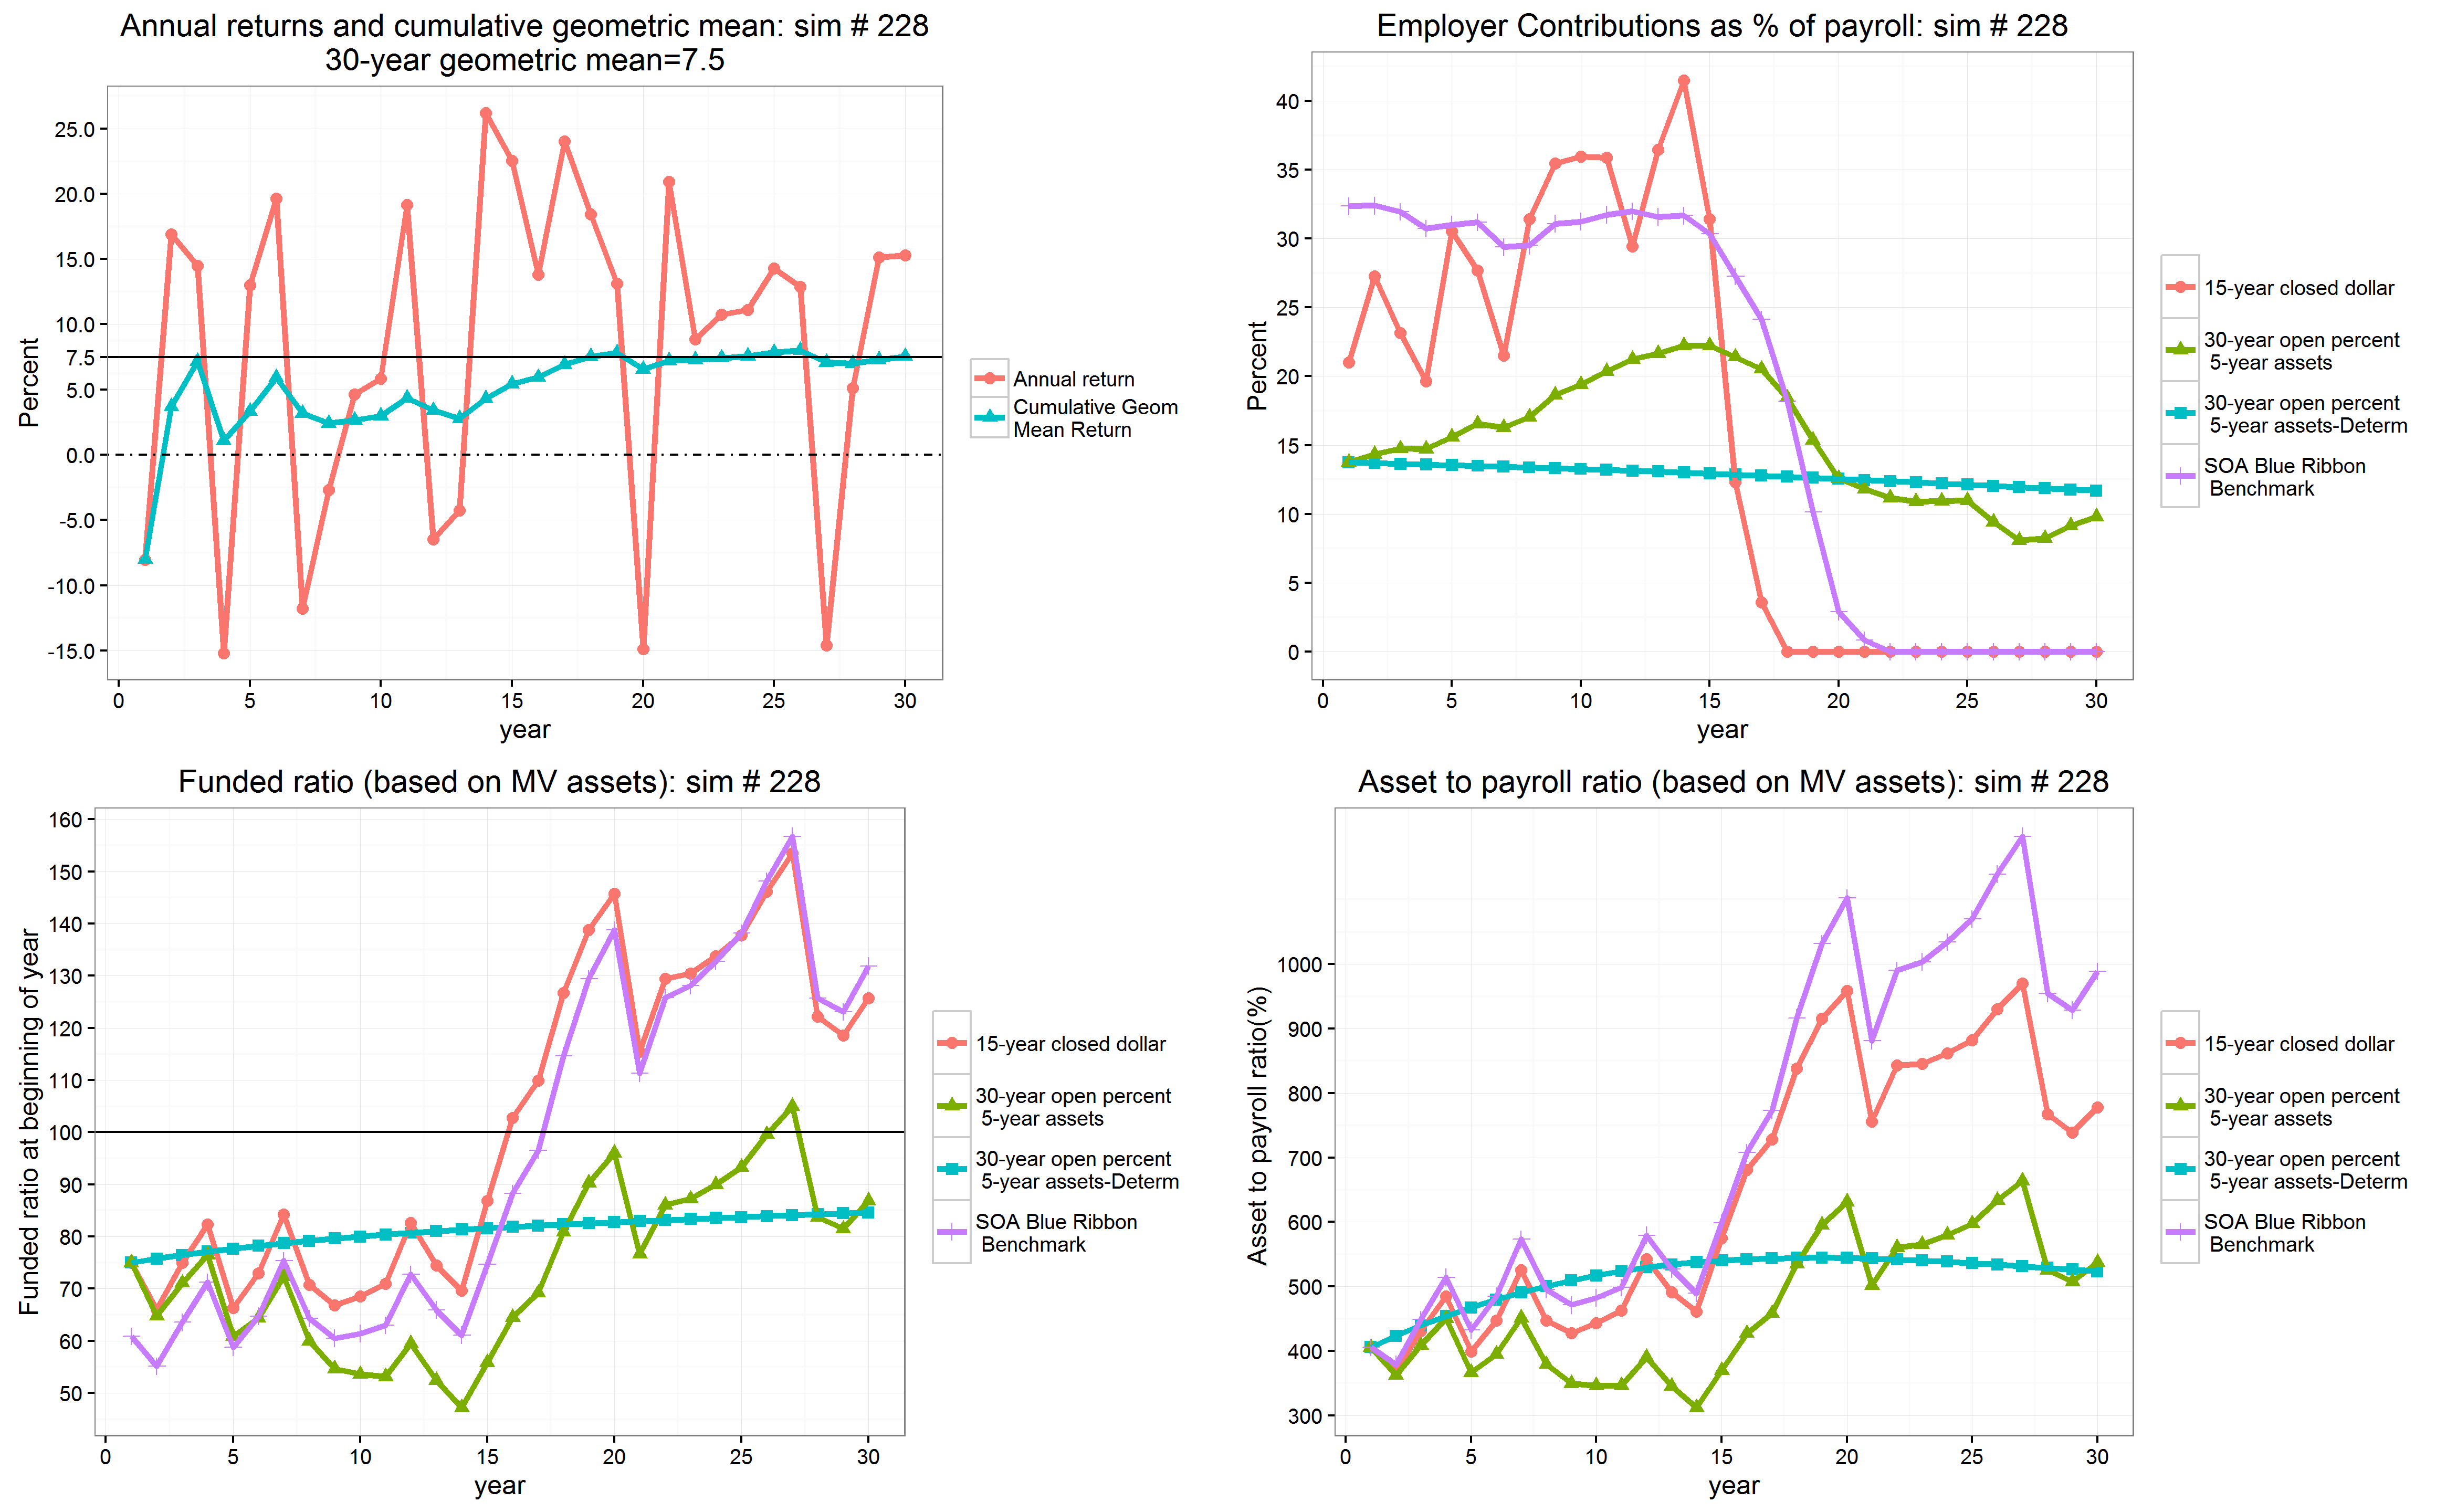 Annual returns and cumulative geometric mean: sim # 228
30-year geometric mean=7.5
Percent
25.0
20.0
15.0
10.0
7.5
5.0
0.0
-5.0
-10.0
-15.0
0 5 10 15 20 25 30
year
Annual return
Cumulative Geom
Mean Return
Employer Contributions as % of payroll: sim # 228
Percent
40
35
30
25
20
15
10
5
0
0 5 10 15 20 25 30
year
15-year closed dollar
30-year open percent
5-year assets
30-year open percent
5-year assets-Determ
SOA Blue Ribbon
Benchmark
Funded ratio (based on MV assets): sim # 228
Funded ratio at beginning of year
160
150
140
130
120
110
100
90
80
70
60
50
0 5 10 15 20 25 30
year
15-year closed dollar
30-year open percent
5-year assets
30-year open percent
5-year assets-Determ
SOA Blue Ribbon
Benchmark
Asset to payroll ratio (based on MV assets): sim # 228
Asset to payroll ratio(%)
1000
900
800
700
600
500
400
300
0 5 10 15 20 25 30
year
15-year closed dollar
30-year open percent
5-year assets
30-year open percent
5-year assets-Determ
SOA Blue Ribbon
Benchmark